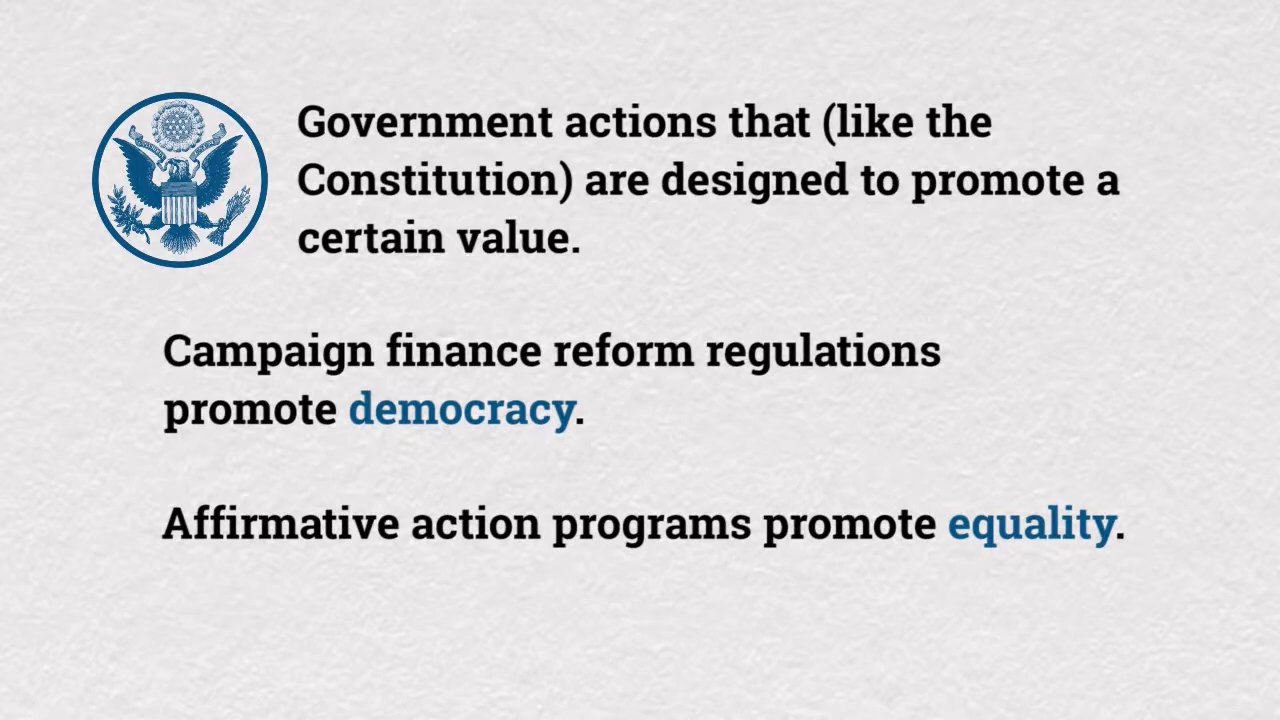 Government actions that (like the
Constitution) are designed to promote a
certain value.
Campaign finance reform regulations
promote democracy.
Affirmative action programs promote equality.